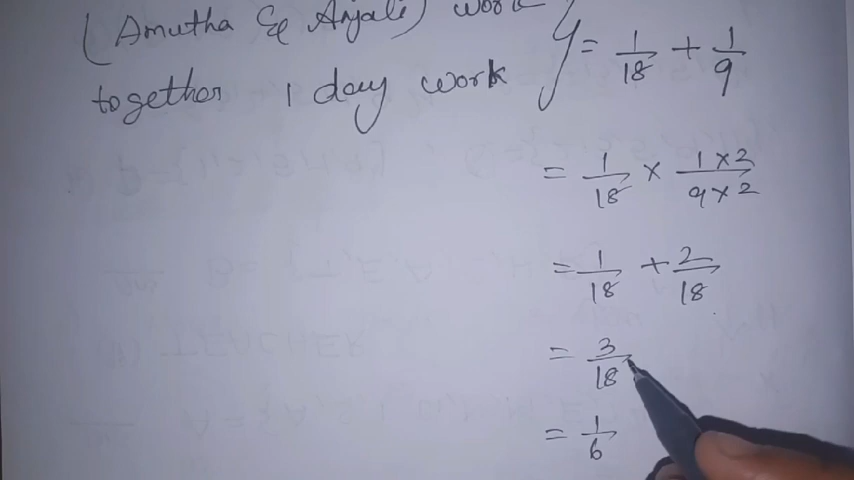 (Amutha & Anjali) work
together 1 day work } = 1/18 + 1/9
= 1/18 × 1×2/9×2
= 1/18 + 2/18
= 3/18
= 1/6